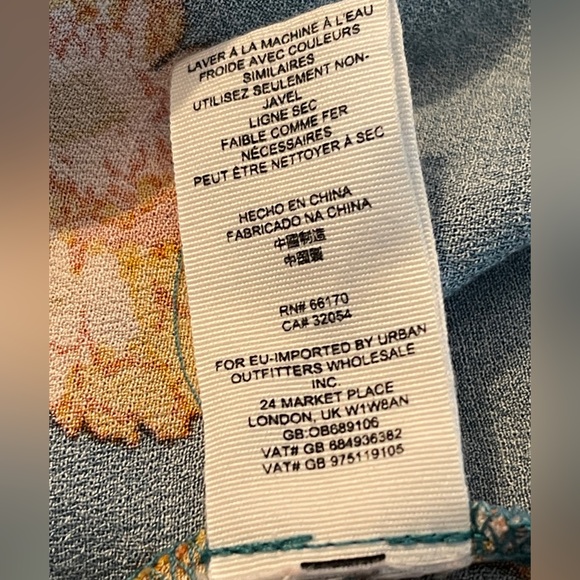 LAVER À LA MACHINE À L'EAU
FROIDE AVEC COULEURS
SIMILAIRES
UTILISEZ SEULEMENT NON-
JAVEL
LIGNE SEC
FAIBLE COMME FER
NÉCESSAIRES
PEUT ÊTRE NETTOYER À SEC
HECHO EN CHINA
FABRICADO NA CHINA
中國制造
中国製
RN# 66170
CA# 32054
FOR EU-IMPORTED BY URBAN
OUTFITTERS WHOLESALE
INC.
24 MARKET PLACE
LONDON, UK W1W8AN
GB:OB689106
VAT# GB 684936382
VAT# GB 975119105